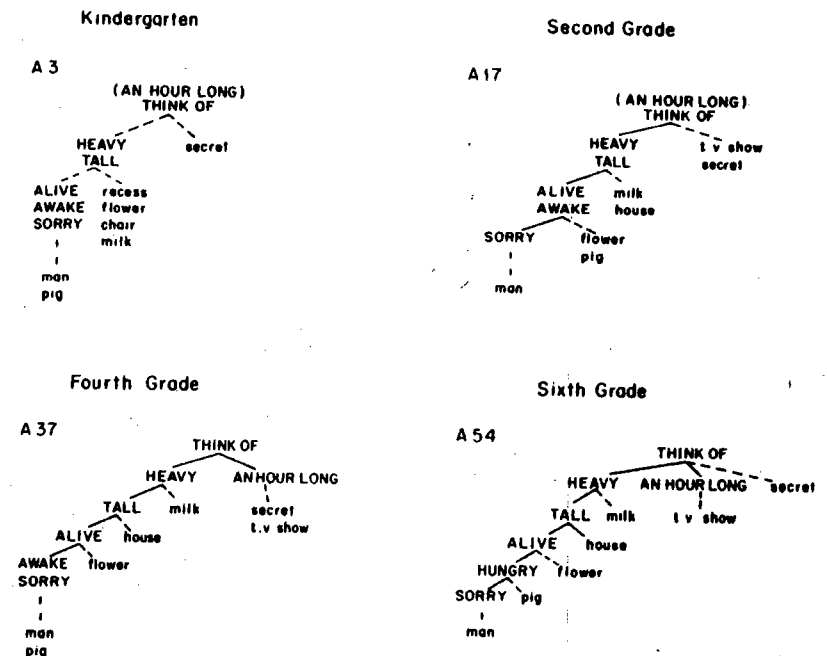 Kindergarten
A 3
(AN HOUR LONG)
THINK OF
HEAVY
TALL
secret
ALIVE
AWAKE
SORRY
recess
flower
chair
milk
man
pig
Second Grade
A 17
(AN HOUR LONG)
THINK OF
HEAVY
TALL
t v show
secret
ALIVE
AWAKE
milk
house
SORRY
flower
pig
man
Fourth Grade
A 37
THINK OF
HEAVY
AN HOUR LONG
TALL
milk
secret
t.v show
ALIVE
house
AWAKE
SORRY
flower
man
pig
Sixth Grade
A 54
THINK OF
HEAVY
AN HOUR LONG
secret
TALL
milk
t v show
ALIVE
house
HUNGRY
flower
SORRY
pig
man